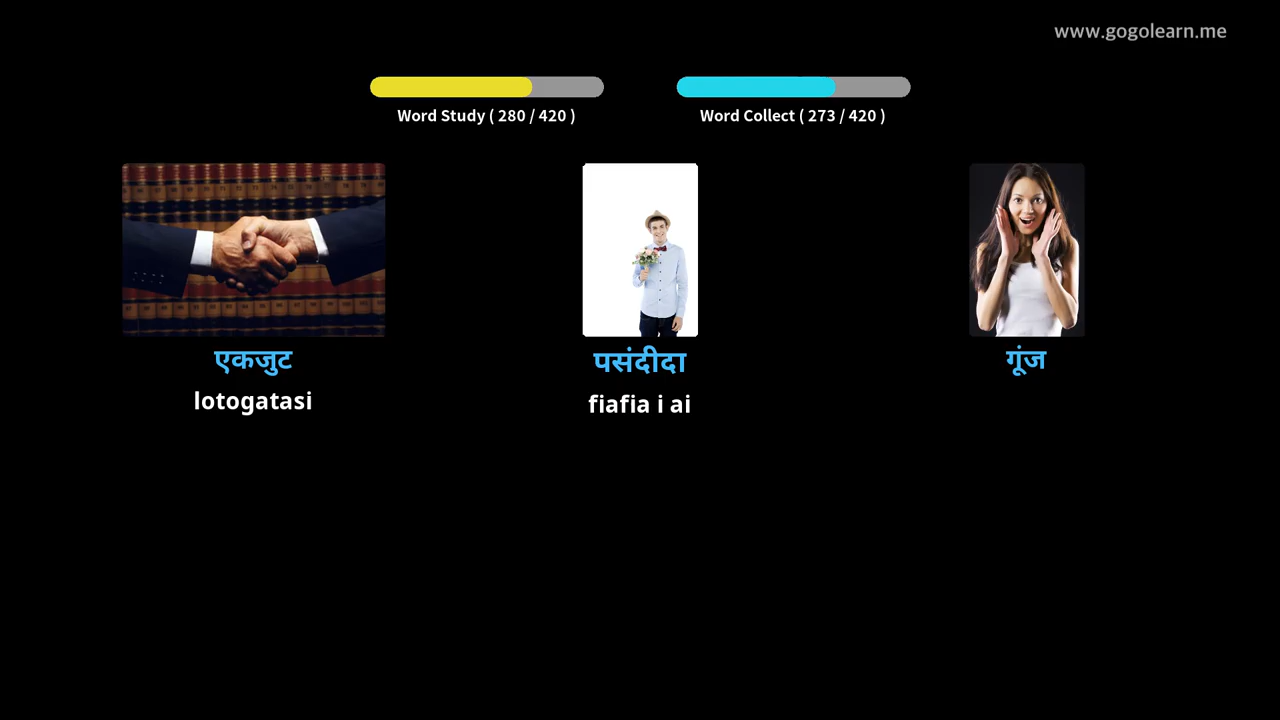 www.gogolearn.me
Word Study ( 280 / 420 )
Word Collect ( 273 / 420 )
एकजुट
lotogatasi
पसंदीदा
fiafia i ai
गूंज